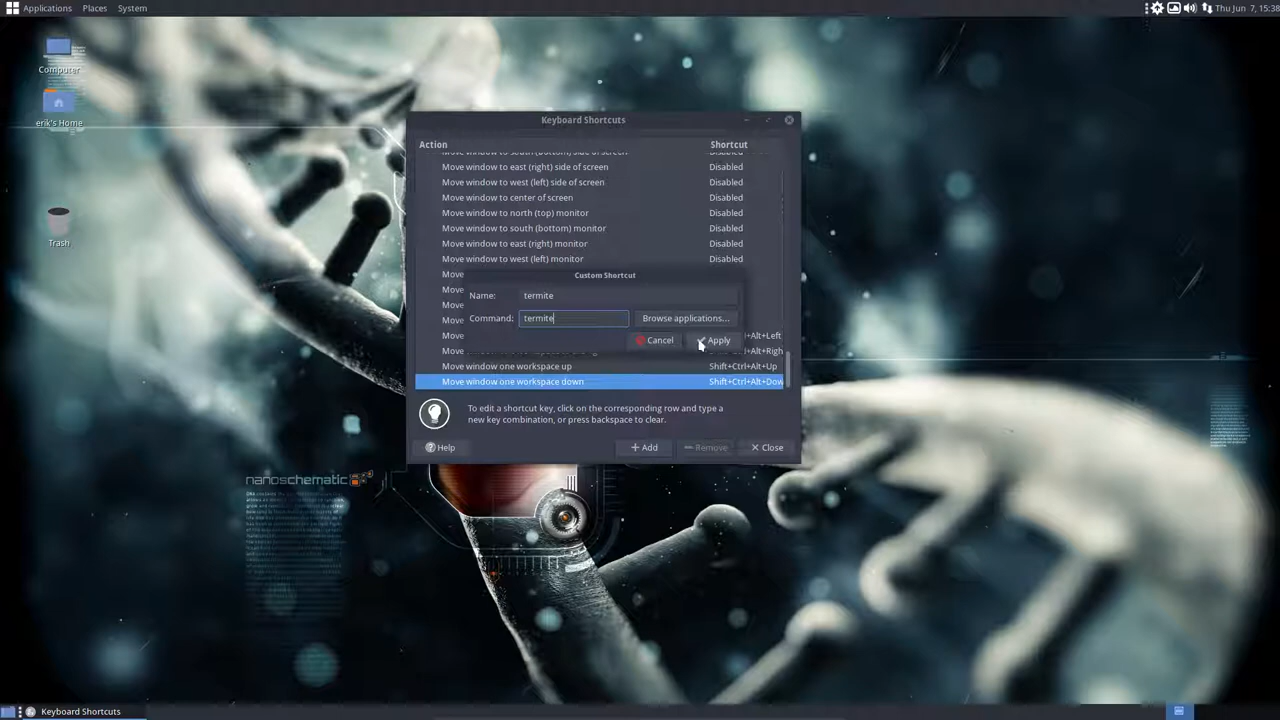 Applications Places System
Thu Jun 7, 15:38
Computer
erik's Home
Trash
Keyboard Shortcuts
Action Shortcut
Move window to east (right) side of screen Disabled
Move window to west (left) side of screen Disabled
Move window to center of screen Disabled
Move window to north (top) monitor Disabled
Move window to south (bottom) monitor Disabled
Move window to east (right) monitor Disabled
Move window to west (left) monitor Disabled
Move
Custom Shortcut
Move
Name: termite
Move
Command: termite Browse applications...
Move
Move l+Alt+Left
Cancel Apply
Move window one workspace up Shift+Ctrl+Alt+Up
Move window one workspace down Shift+Ctrl+Alt+Dow
To edit a shortcut key, click on the corresponding row and type a
new key combination, or press backspace to clear.
Help Add Remove Close
nanoschematic
Keyboard Shortcuts